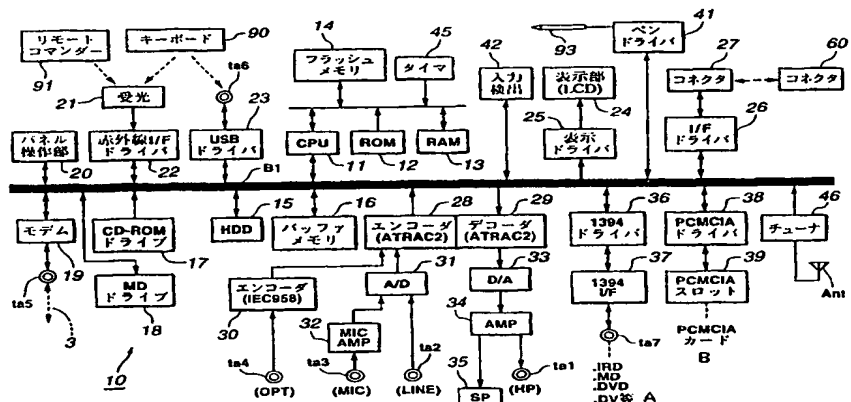 リモート
コマンダー
91
キーボード
90
14
フラッシュ
メモリ
45
タイマ
42
入力
検出
表示部
(LCD)
24
93
ペン
ドライバ
41
27
コネクタ
60
コネクタ
21
受光
ta6
23
25
表示
ドライバ
26
I/F
ドライバ
パネル
操作部
20
赤外線I/F
ドライバ
22
USB
ドライバ
B1
CPU
11
ROM
12
RAM
13
モデム
19
CD-ROM
ドライブ
17
HDD
15
バッファ
メモリ
16
エンコーダ
(ATRAC2)
28
デコーダ
(ATRAC2)
29
1394
ドライバ
36
PCMCIA
ドライバ
38
チューナ
46
ta5
MD
ドライブ
18
3
エンコーダ
(IEC958)
30
A/D
31
D/A
33
1394
I/F
37
PCMCIA
スロット
39
Ant
10
32
MIC
AMP
34
AMP
ta4
(OPT)
ta3
(MIC)
ta2
(LINE)
35
SP
ta1
(HP)
ta7
.IRD
.MD
.DVD
.DV等 A
PCMCIA
カード
B